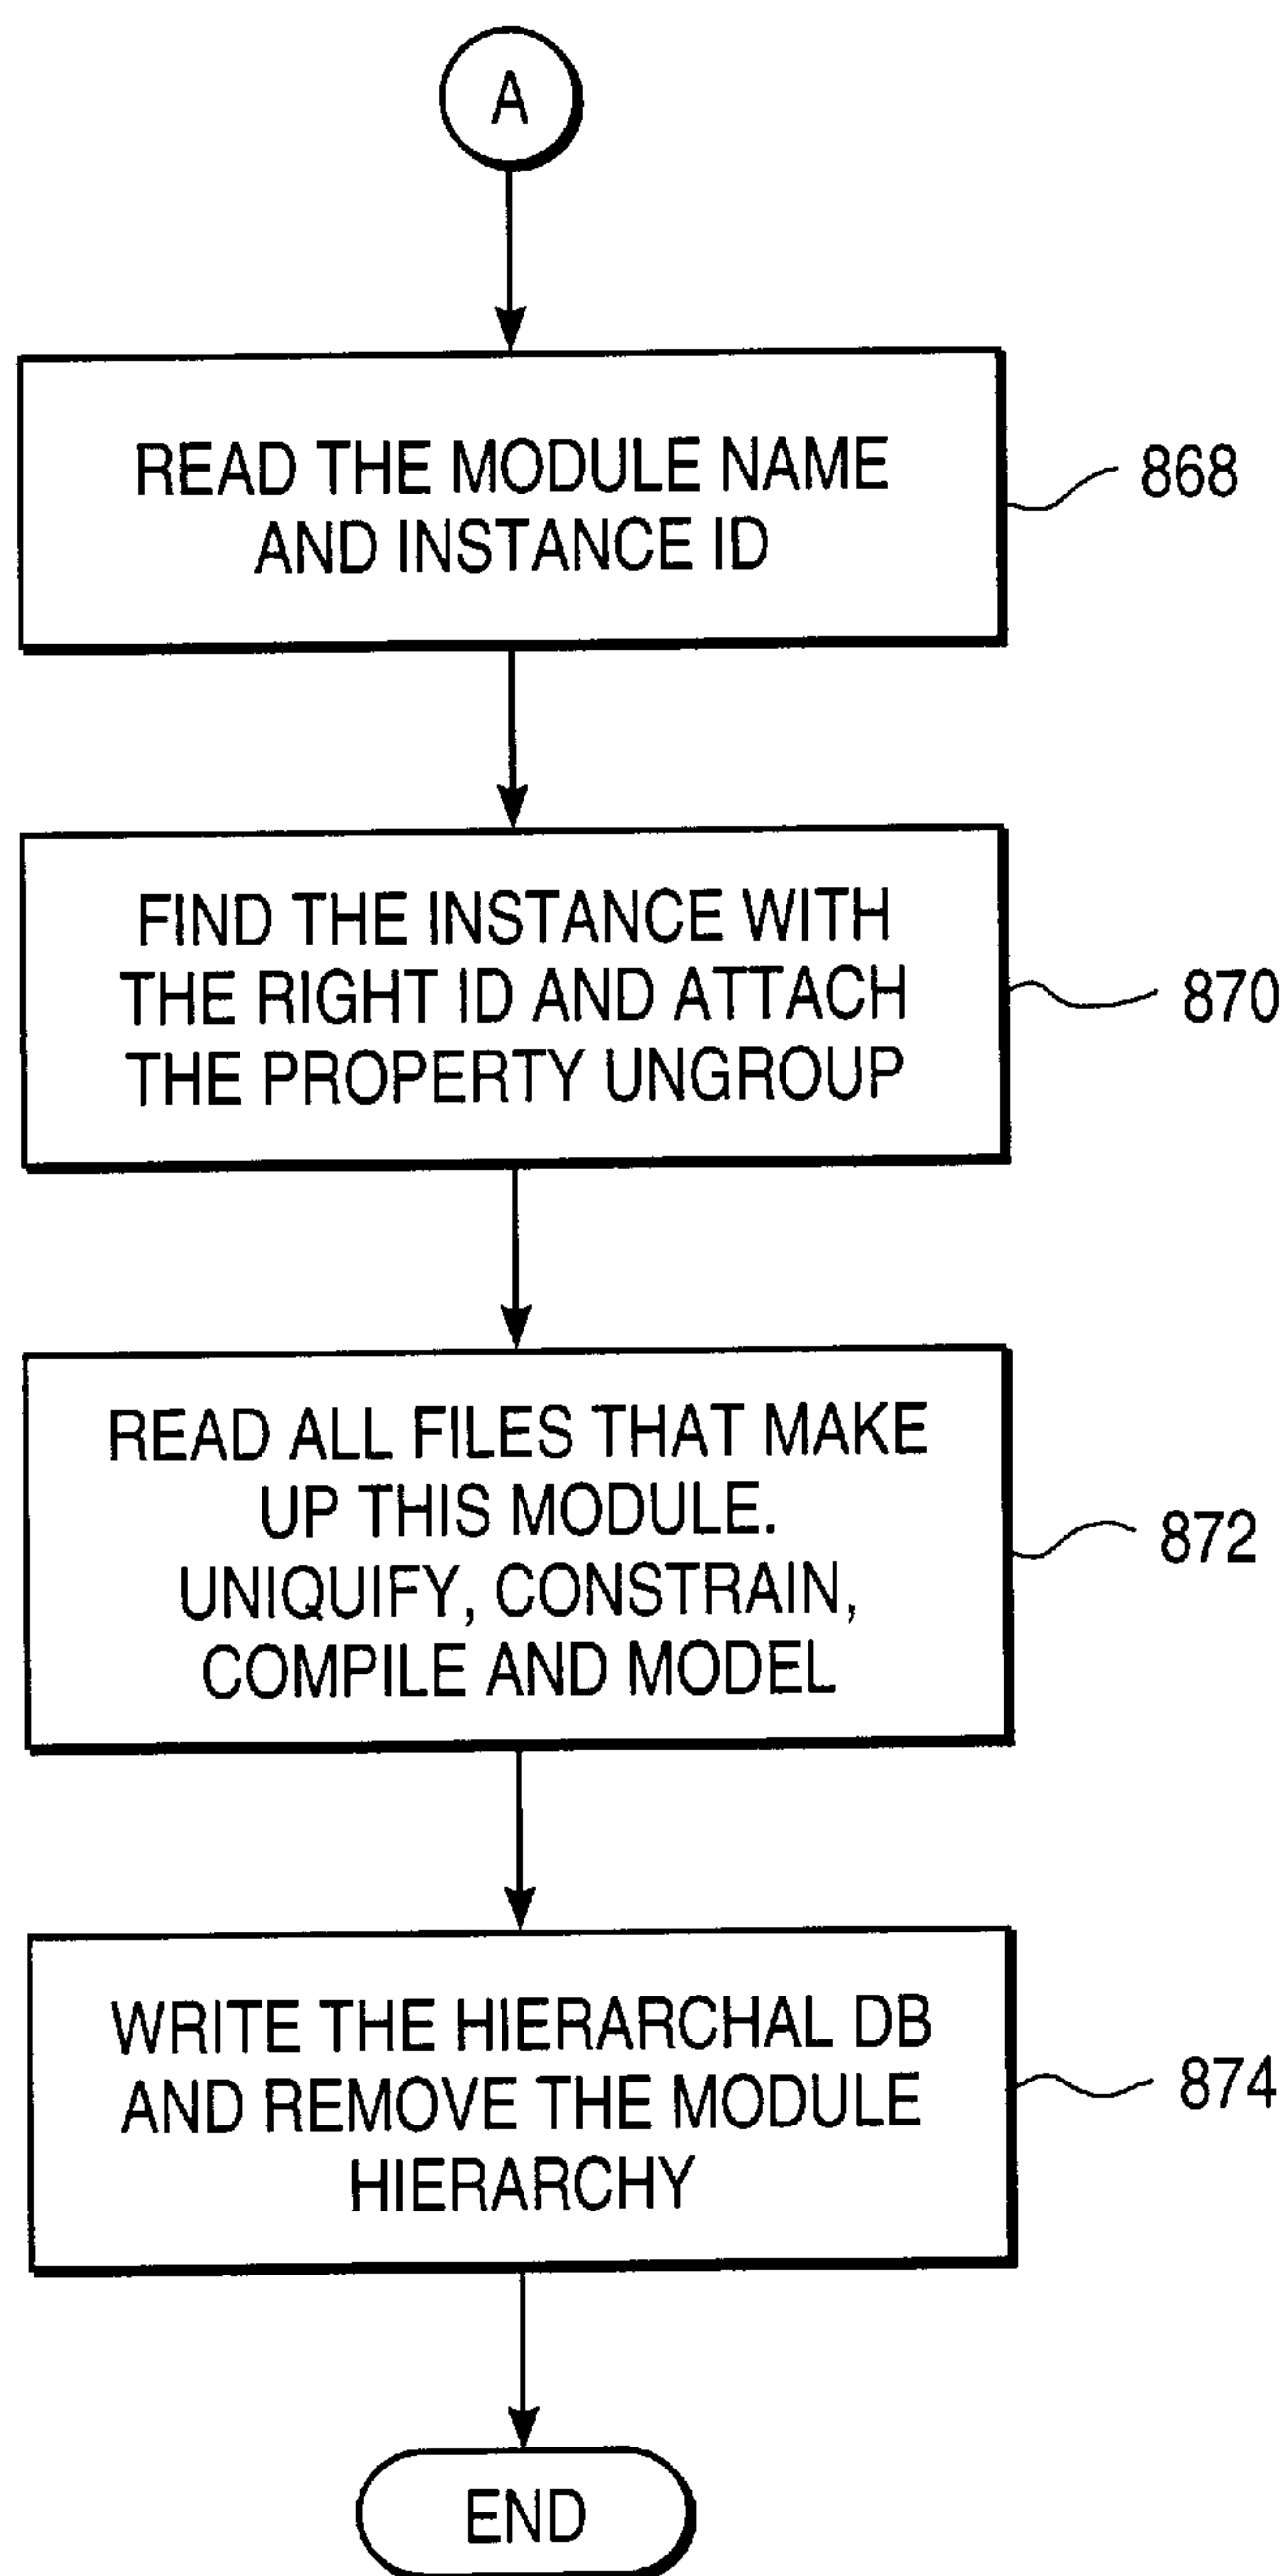 A
READ THE MODULE NAME
AND INSTANCE ID
868
FIND THE INSTANCE WITH
THE RIGHT ID AND ATTACH
THE PROPERTY UNGROUP
870
READ ALL FILES THAT MAKE
UP THIS MODULE.
UNIQUIFY, CONSTRAIN,
COMPILE AND MODEL
872
WRITE THE HIERARCHAL DB
AND REMOVE THE MODULE
HIERARCHY
874
END